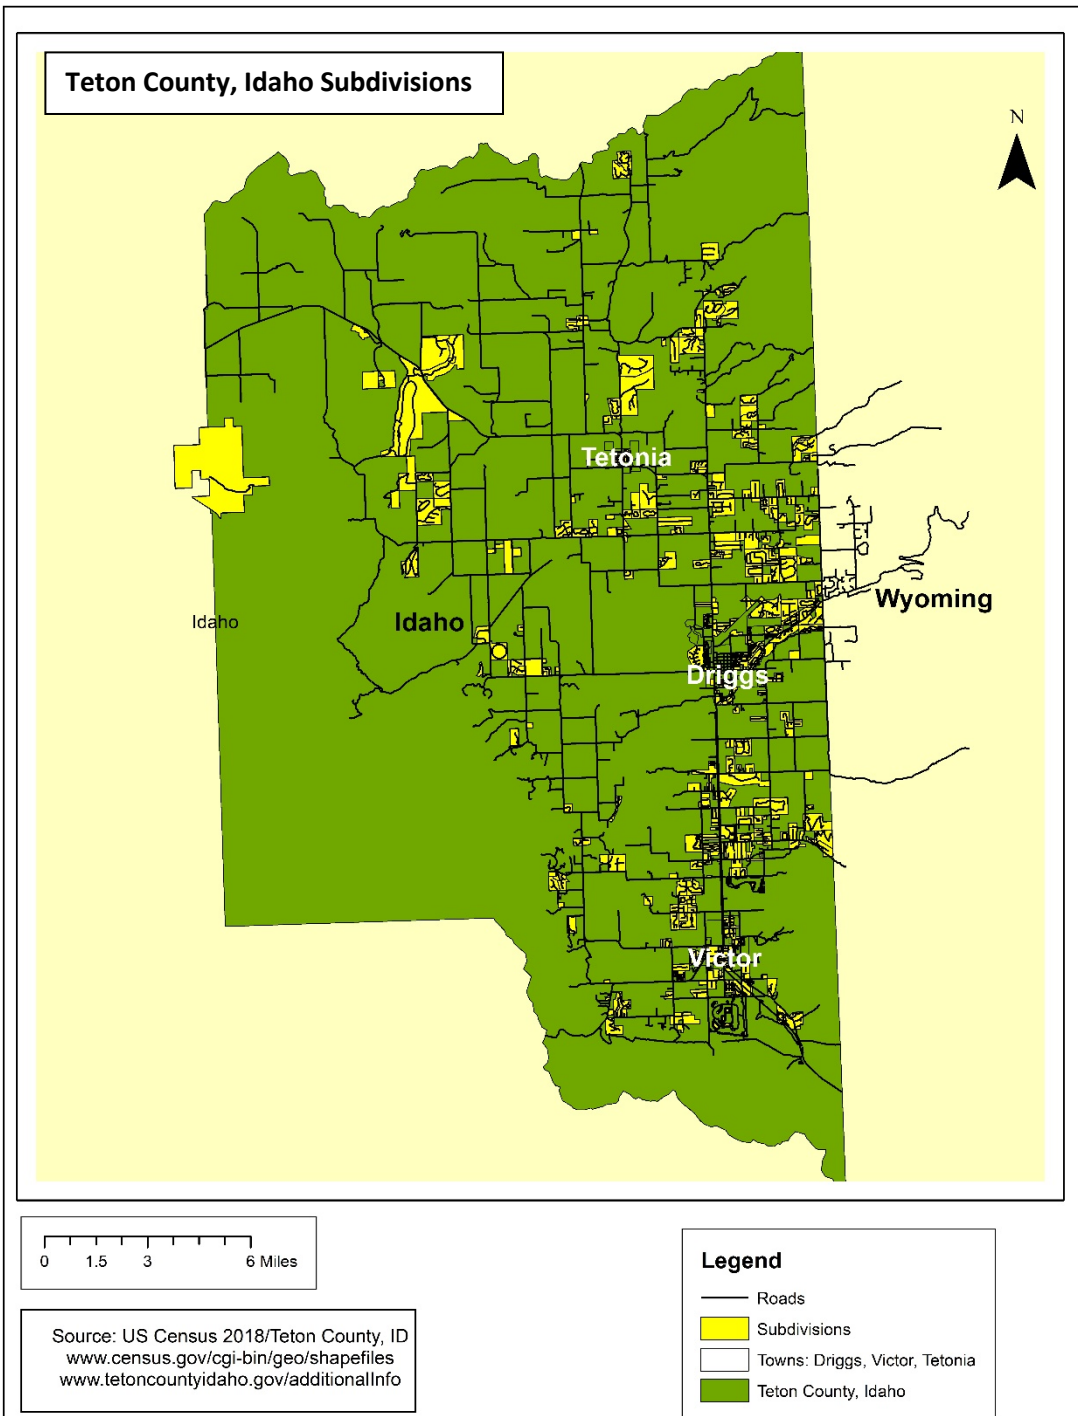 Teton County, Idaho Subdivisions
N
Tetonia
Wyoming
Idaho
Idaho
Driggs
Victor
0 1.5 3 6 Miles
Source: US Census 2018/Teton County, ID
www.census.gov/cgi-bin/geo/shapefiles
www.tetoncountyidaho.gov/additionalInfo
Legend
Roads
Subdivisions
Towns: Driggs, Victor, Tetonia
Teton County, Idaho